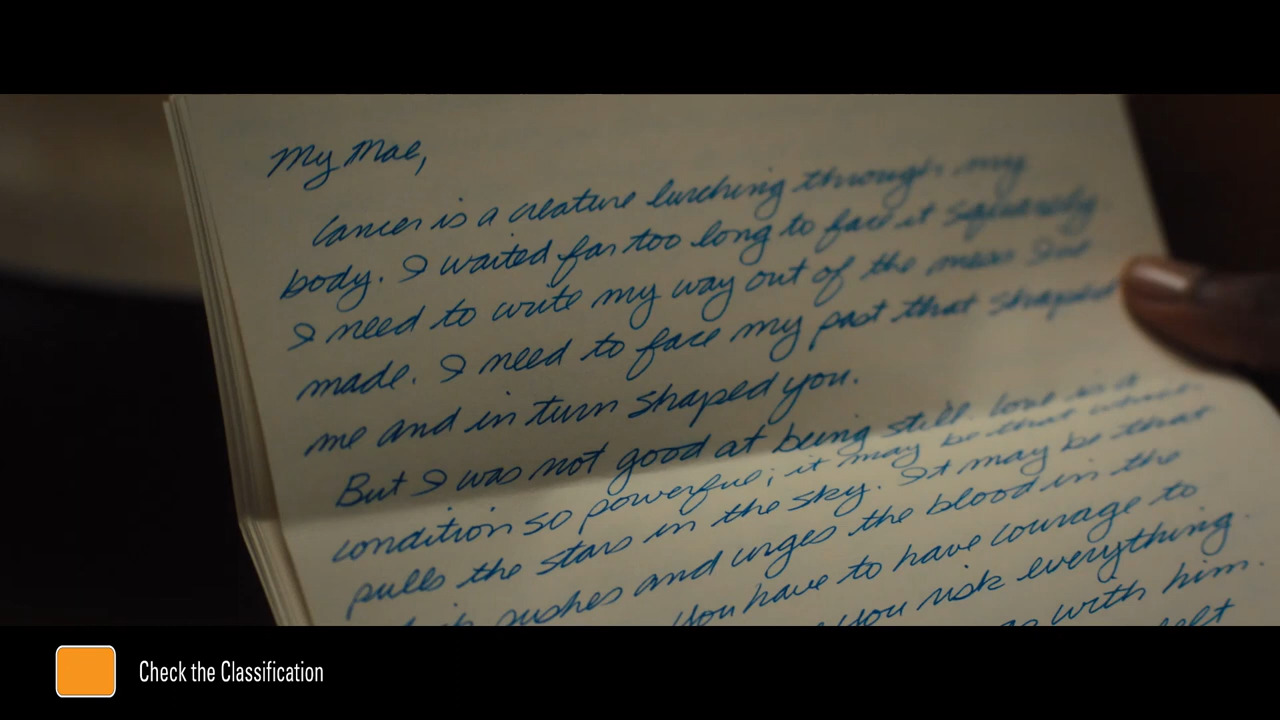 My Mae,
Cancer is a creature lurching through my
body. I waited far too long to face it squarely.
I need to write my way out of the mess I've
made. I need to face my past that shaped
me and in turn shaped you.
But I was not good at being still. Love is a
condition so powerful; it may be that which
pulls the stars in the sky. It may be that
which pushes and urges the blood in the
You have to have courage to
you risk everything.
with him.
felt
Check the Classification